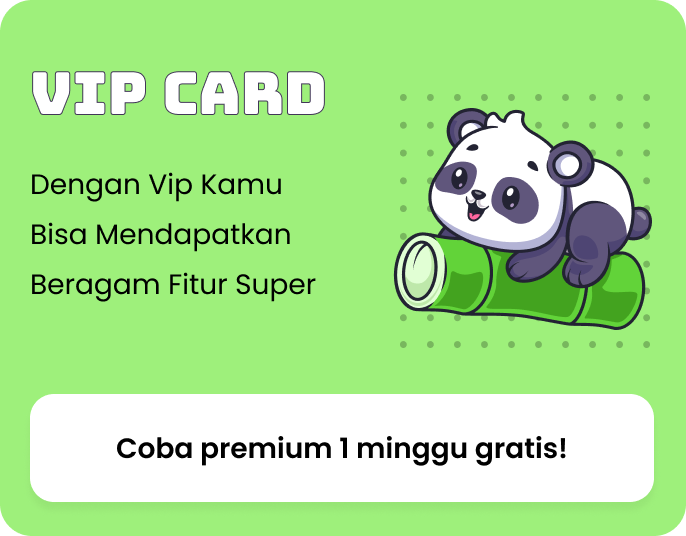 VIP CARD
Dengan Vip Kamu
Bisa Mendapatkan
Beragam Fitur Super
Coba premium 1 minggu gratis!